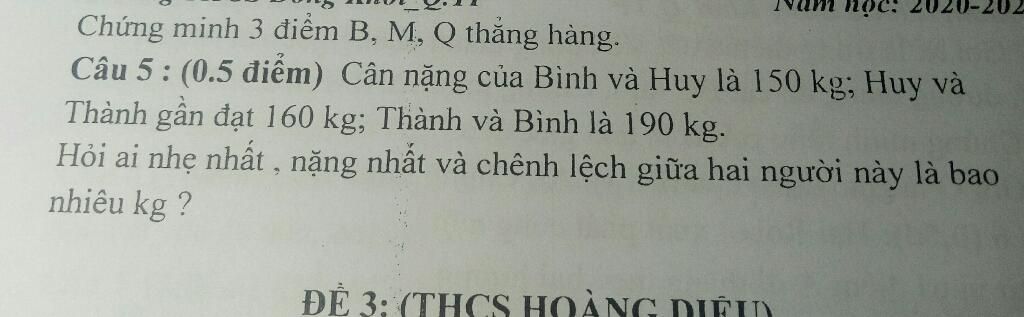 Năm học: 2020-202
Chứng minh 3 điểm B, M, Q thẳng hàng.
Câu 5 : (0.5 điểm) Cân nặng của Bình và Huy là 150 kg; Huy và
Thành gần đạt 160 kg; Thành và Bình là 190 kg.
Hỏi ai nhẹ nhất , nặng nhất và chênh lệch giữa hai người này là bao
nhiêu kg ?
ĐỀ 3: (THCS HOÀNG DIỆU)